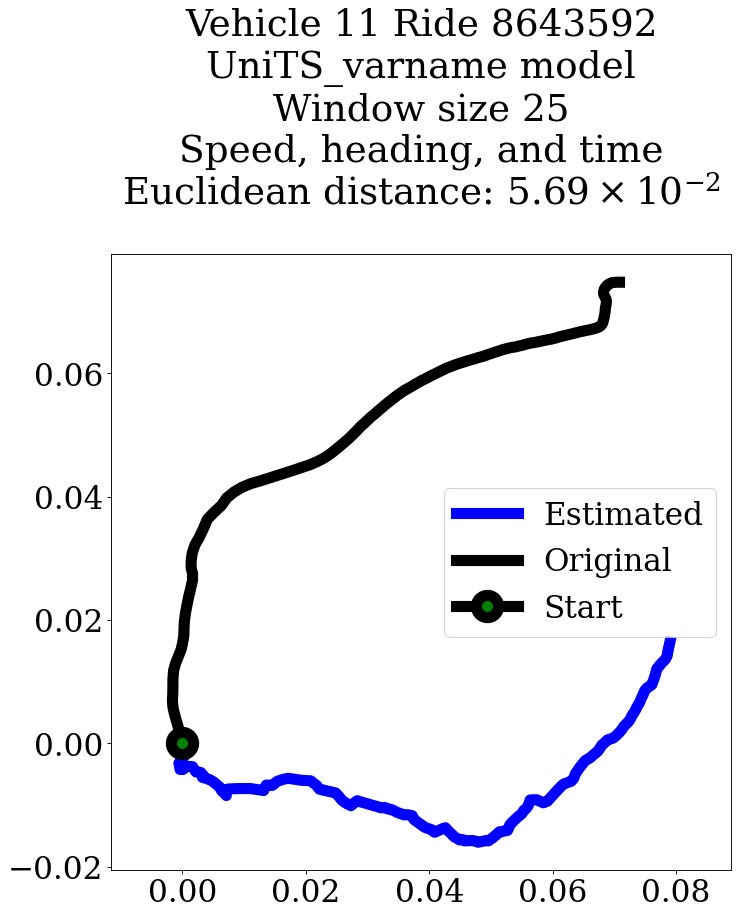 Vehicle 11 Ride 8643592
UniTS_varname model
Window size 25
Speed, heading, and time
Euclidean distance: 5.69 × 10⁻²
0.06
0.04
0.02
0.00
−0.02
Estimated
Original
Start
0.00 0.02 0.04 0.06 0.08